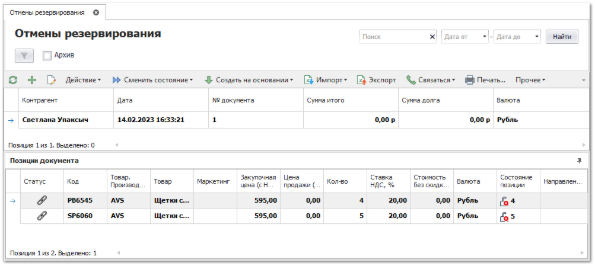 Отмены резервирования
Отмены резервирования
Поиск
Дата от
-
Дата до
Найти
Архив
Действие
Сменить состояние
Создать на основании
Импорт
Экспорт
Связаться
Печать...
Прочее
Контрагент Дата № документа Сумма итого Сумма долга Валюта
Светлана Упаксыч 14.02.2023 16:33:21 1 0,00 р 0,00 р Рубль
Позиция 1 из 1. Выделено: 0
Позиции документа
Статус Код Товар. Производ... Товар Маркетинг Закупочная цена (с Н... Цена продажи (... Кол-во Ставка НДС, % Стоимость без скидк... Валюта Состояние позиции Направлен...
PB6545 AVS Щетки с... 595,00 0,00 4 20,00 0,00 Рубль 4
SP6060 AVS Щетки с... 595,00 0,00 5 20,00 0,00 Рубль 5
Позиция 1 из 2. Выделено: 1